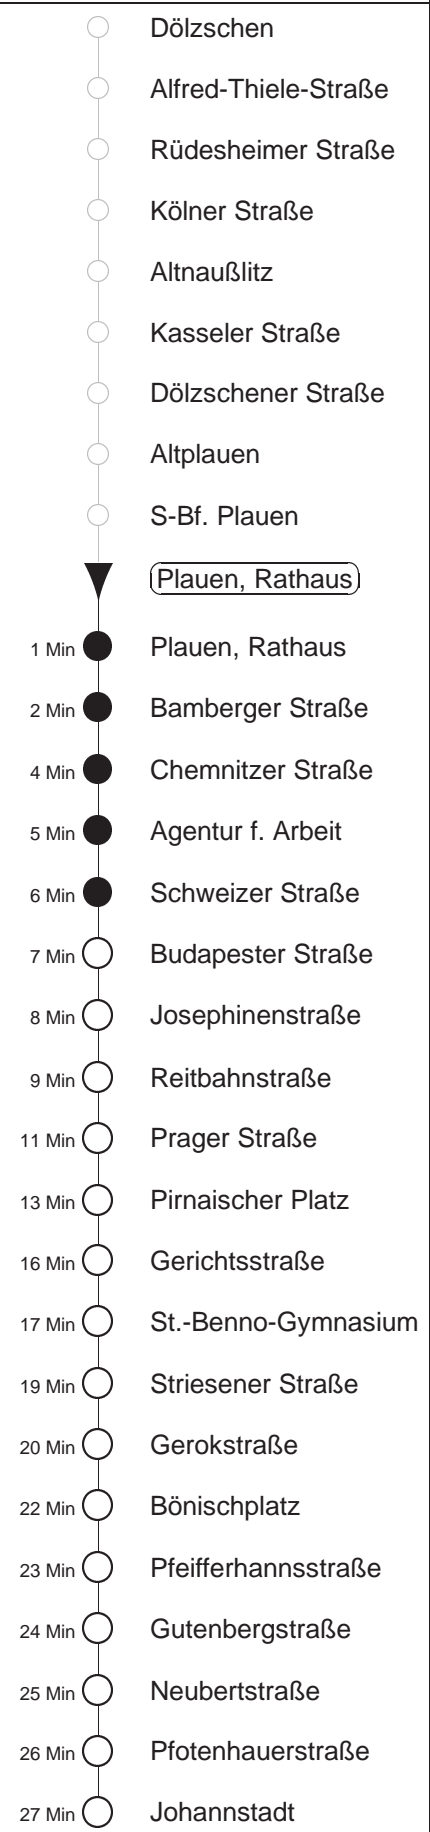 Dölzschen
Alfred-Thiele-Straße
Rüdesheimer Straße
Kölner Straße
Altnaußlitz
Kasseler Straße
Dölzschener Straße
Altplauen
S-Bf. Plauen
Plauen, Rathaus
1 Min Plauen, Rathaus
2 Min Bamberger Straße
4 Min Chemnitzer Straße
5 Min Agentur f. Arbeit
6 Min Schweizer Straße
7 Min Budapester Straße
8 Min Josephinenstraße
9 Min Reitbahnstraße
11 Min Prager Straße
13 Min Pirnaischer Platz
16 Min Gerichtsstraße
17 Min St.-Benno-Gymnasium
19 Min Striesener Straße
20 Min Gerokstraße
22 Min Bönischplatz
23 Min Pfeifferhannsstraße
24 Min Gutenbergstraße
25 Min Neubertstraße
26 Min Pfotenhauerstraße
27 Min Johannstadt